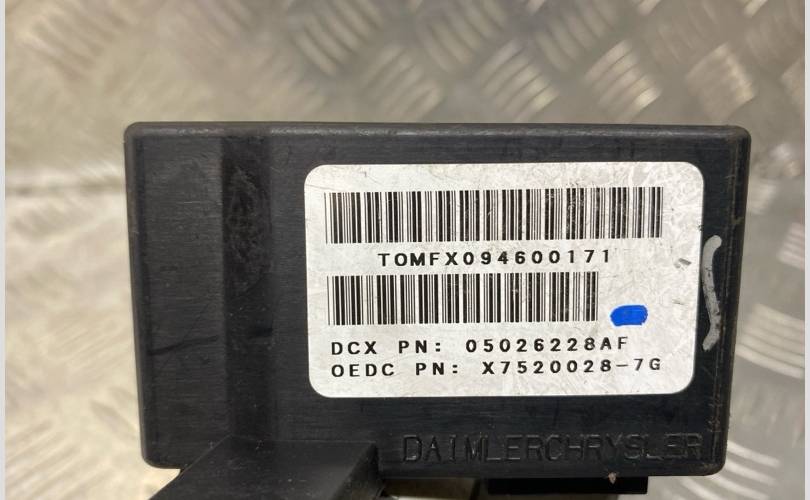 TOMFX094600171
DCX PN: 05026228AF
OEDC PN: X7520028-7G
DAIMLERCHRYSLER